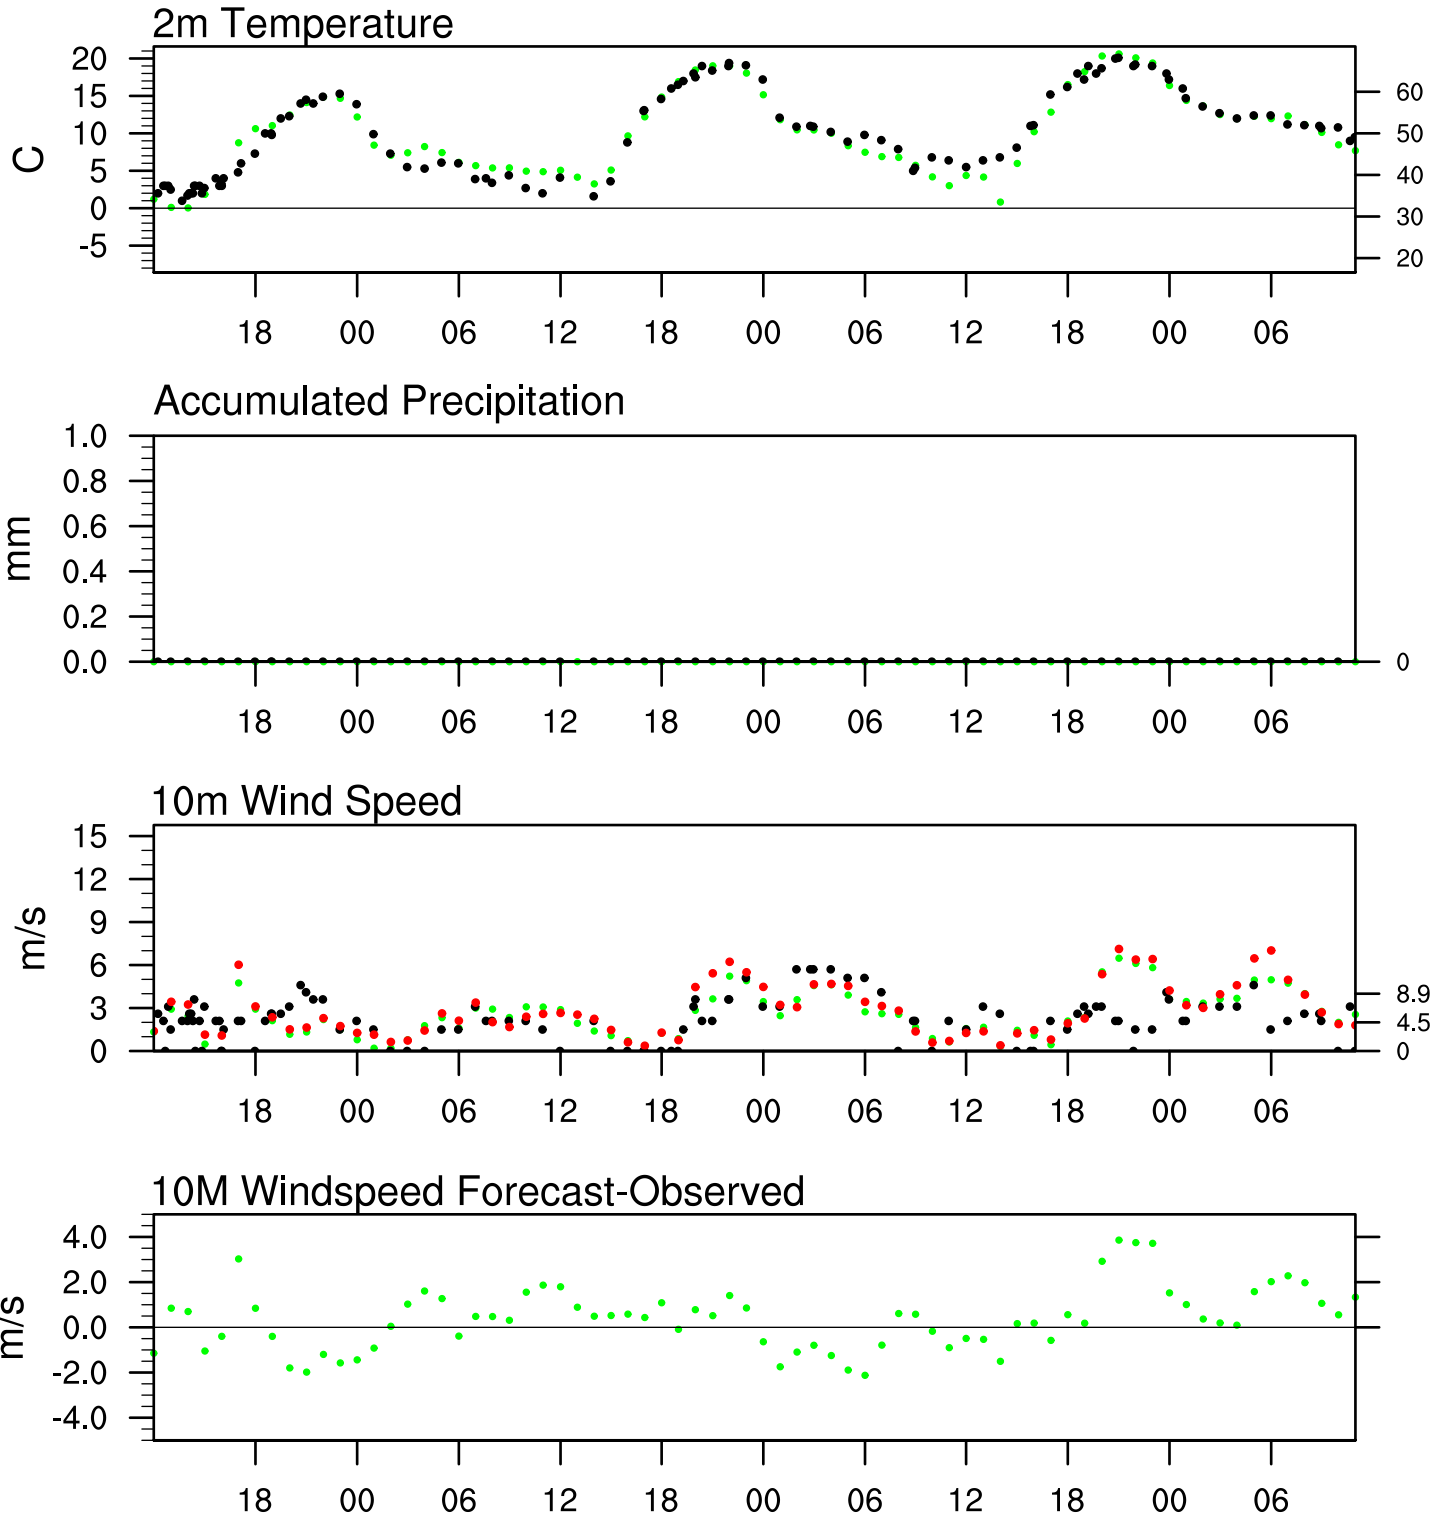 2m Temperature
C
20
15
10
5
0
-5
60
50
40
30
20
18 00 06 12 18 00 06 12 18 00 06
Accumulated Precipitation
mm
1.0
0.8
0.6
0.4
0.2
0.0
0
18 00 06 12 18 00 06 12 18 00 06
10m Wind Speed
m/s
15
12
9
6
3
0
8.9
4.5
0
18 00 06 12 18 00 06 12 18 00 06
10M Windspeed Forecast-Observed
m/s
4.0
2.0
0.0
-2.0
-4.0
18 00 06 12 18 00 06 12 18 00 06